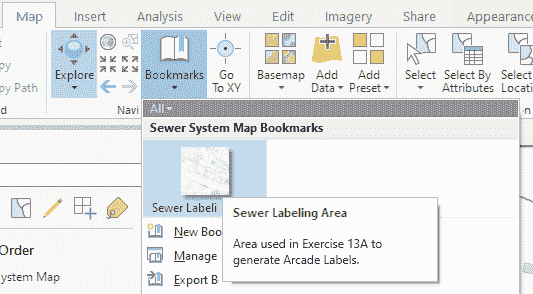 Map Insert Analysis View Edit Imagery Share Appearance
Explore
Bookmarks
Go
To XY
Basemap
Add
Data
Add
Preset
Select
Select By
Attributes
Select
Locati
py
py Path
d
Navi
All
Sewer System Map Bookmarks
Sewer Labeli
Sewer Labeling Area
Area used in Exercise 13A to
generate Arcade Labels.
New Boo
Manage
Export B
Order
ystem Map